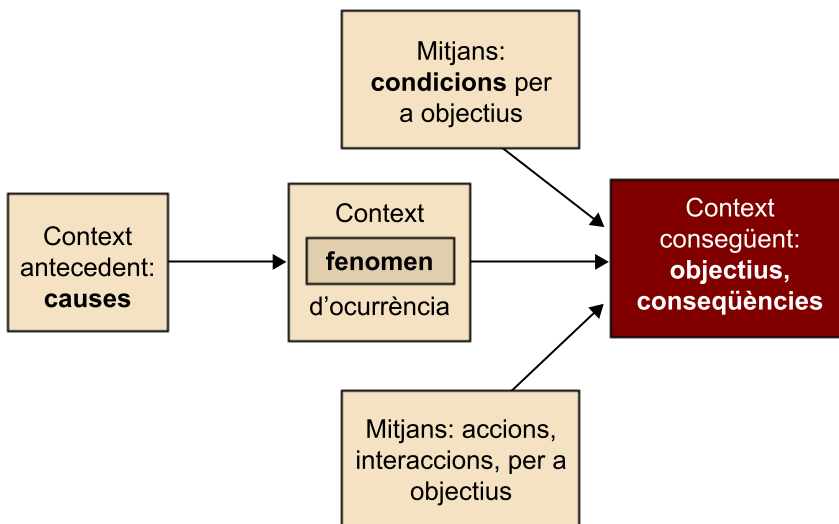 Mitjans:
condicions per
a objectius
Context
antecedent:
causes
Context
fenomen
d'ocurrència
Context
consegüent:
objectius,
conseqüències
Mitjans: accions,
interaccions, per a
objectius